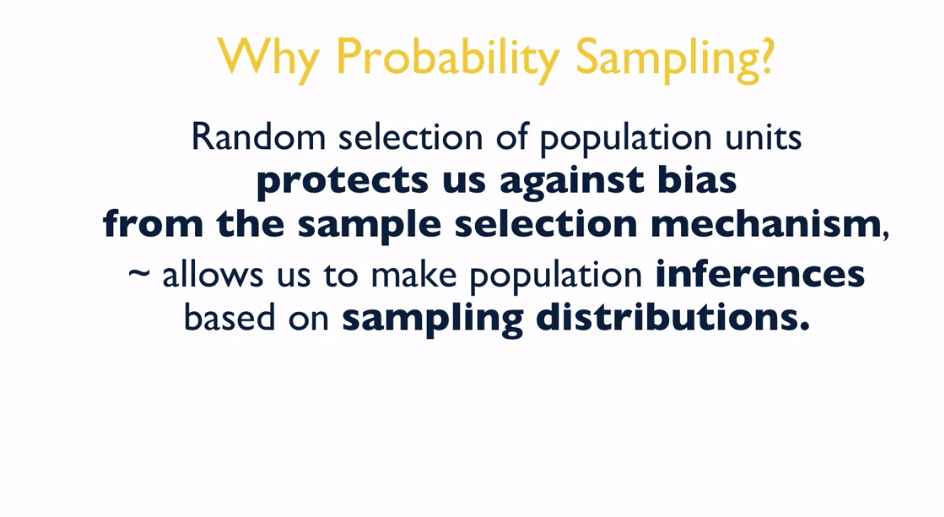 Why Probability Sampling?
Random selection of population units
protects us against bias
from the sample selection mechanism,
~ allows us to make population inferences
based on sampling distributions.